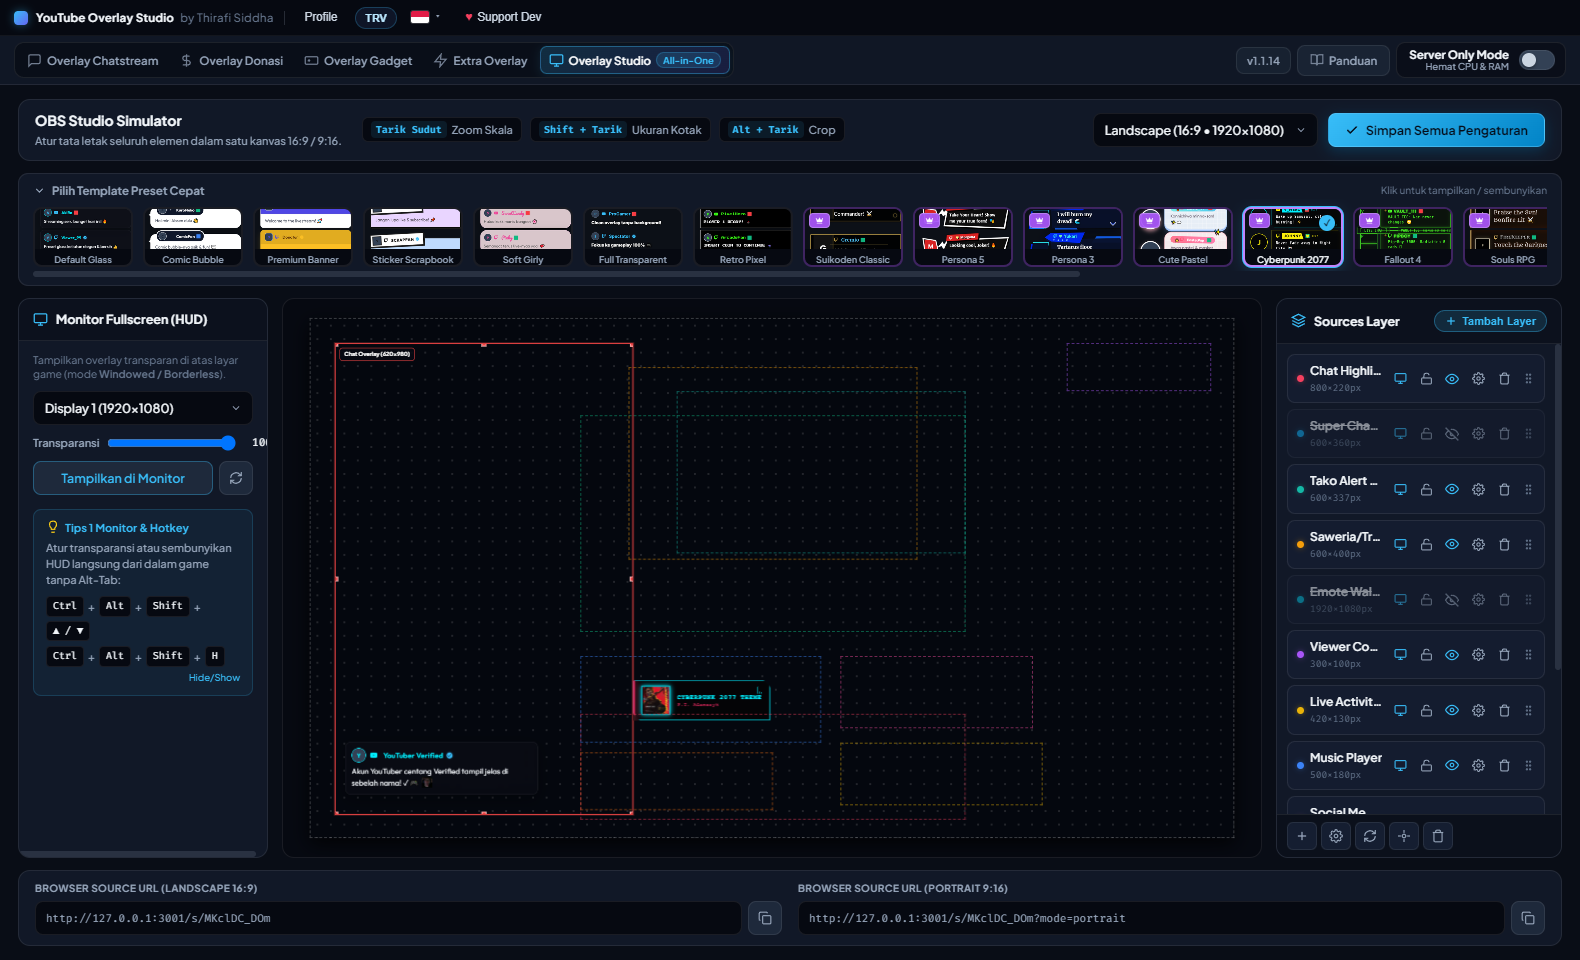 YouTube Overlay Studio by Thirafi Siddha
Profile
TRV
Support Dev
Overlay Chatstream
Overlay Donasi
Overlay Gadget
Extra Overlay
Overlay Studio All-in-One
v1.1.14
Panduan
Server Only Mode
Hemat CPU & RAM
OBS Studio Simulator
Atur tata letak seluruh elemen dalam satu kanvas 16:9 / 9:16.
Tarik Sudut Zoom Skala
Shift + Tarik Ukuran Kotak
Alt + Tarik Crop
Landscape (16:9 • 1920×1080)
Simpan Semua Pengaturan
Pilih Template Preset Cepat
Klik untuk tampilkan / sembunyikan
Default Glass
Comic Bubble
Premium Banner
Sticker Scrapbook
Soft Girly
Full Transparent
Retro Pixel
Suikoden Classic
Persona 5
Persona 3
Cute Pastel
Cyberpunk 2077
Fallout 4
Souls RPG
Monitor Fullscreen (HUD)
Tampilkan overlay transparan di atas layar
game (mode Windowed / Borderless).
Display 1 (1920×1080)
Transparansi
Tampilkan di Monitor
Tips 1 Monitor & Hotkey
Atur transparansi atau sembunyikan
HUD langsung dari dalam game
tanpa Alt-Tab:
Ctrl + Alt + Shift +
▲ / ▼
Ctrl + Alt + Shift + H
Hide/Show
Chat Overlay (620×980)
CYBERPUNK 2077 THEME
YouTuber Verified
Akun YouTuber centang Verified tampil jelas di
sebelah nama! ✓
Sources Layer
+ Tambah Layer
Chat Highli...
800×220px
Super Cha...
600×360px
Tako Alert ...
600×337px
Saweria/Tr...
600×400px
Emote Wal...
1920×1080px
Viewer Co...
300×100px
Live Activit...
420×130px
Music Player
500×180px
Social Me
BROWSER SOURCE URL (LANDSCAPE 16:9)
http://127.0.0.1:3001/s/MKclDC_DOm
BROWSER SOURCE URL (PORTRAIT 9:16)
http://127.0.0.1:3001/s/MKclDC_DOm?mode=portrait